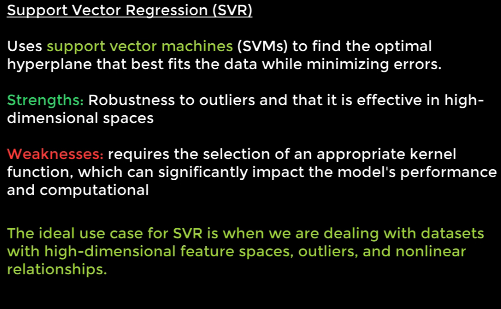 Support Vector Regression (SVR)
Uses support vector machines (SVMs) to find the optimal
hyperplane that best fits the data while minimizing errors.
Strengths: Robustness to outliers and that it is effective in high-
dimensional spaces
Weaknesses: requires the selection of an appropriate kernel
function, which can significantly impact the model's performance
and computational
The ideal use case for SVR is when we are dealing with datasets
with high-dimensional feature spaces, outliers, and nonlinear
relationships.